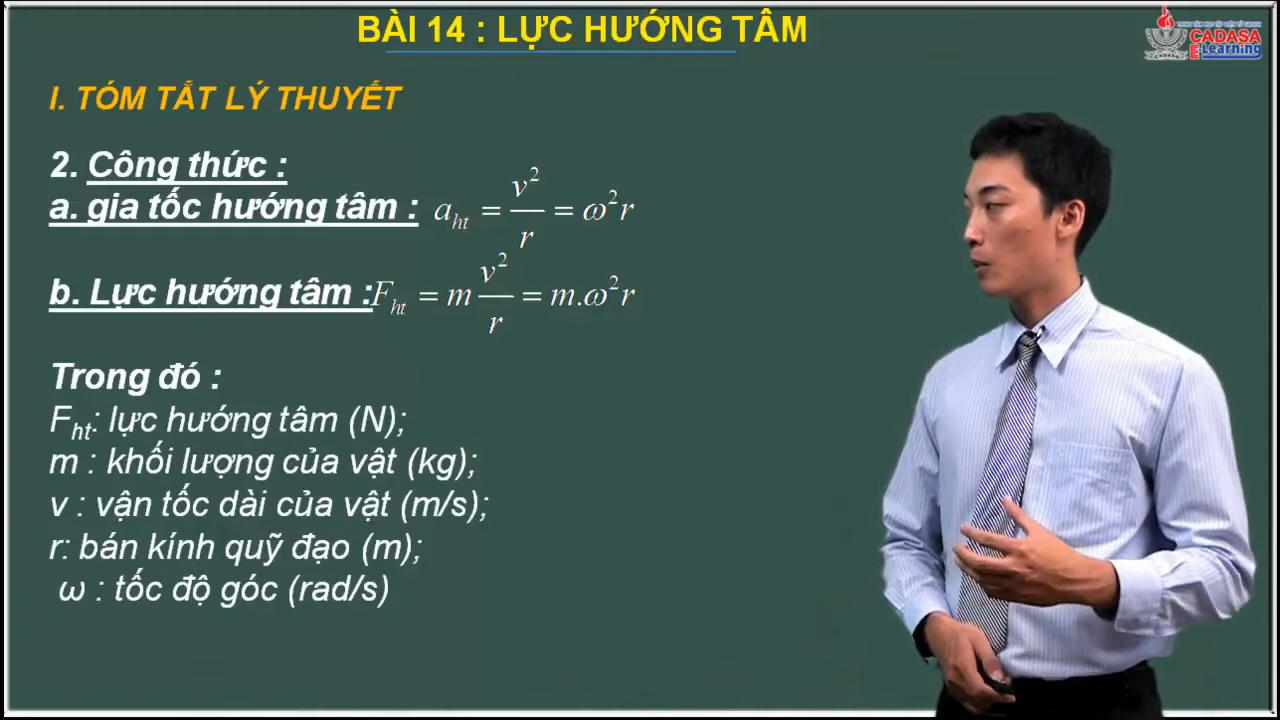 BÀI 14 : LỰC HƯỚNG TÂM
CADASA
E Learning
I. TÓM TẮT LÝ THUYẾT
2. Công thức :
a. gia tốc hướng tâm : a_ht = v²/r = ω²r
b. Lực hướng tâm : F_ht = m v²/r = m.ω²r
Trong đó :
F_ht: lực hướng tâm (N);
m : khối lượng của vật (kg);
v : vận tốc dài của vật (m/s);
r: bán kính quỹ đạo (m);
ω : tốc độ góc (rad/s)